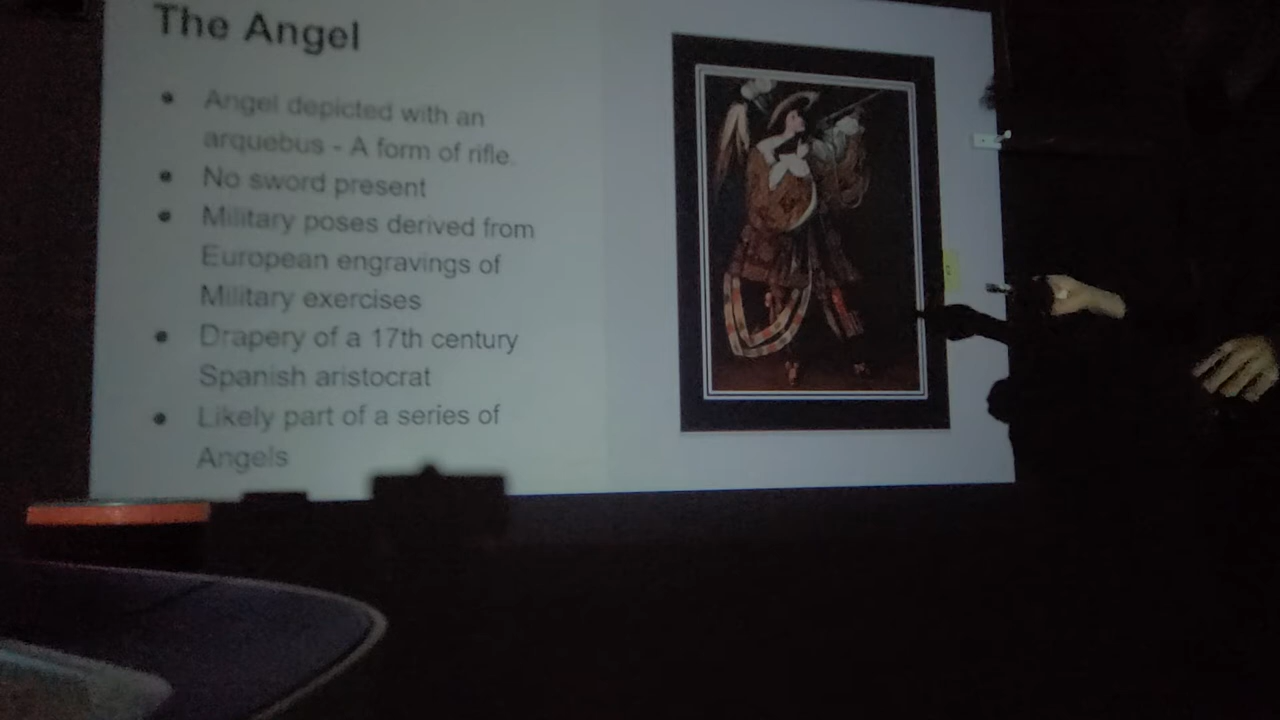 The Angel
● Angel depicted with an
arquebus - A form of rifle.
● No sword present
● Military poses derived from
European engravings of
Military exercises
● Drapery of a 17th century
Spanish aristocrat
● Likely part of a series of
Angels